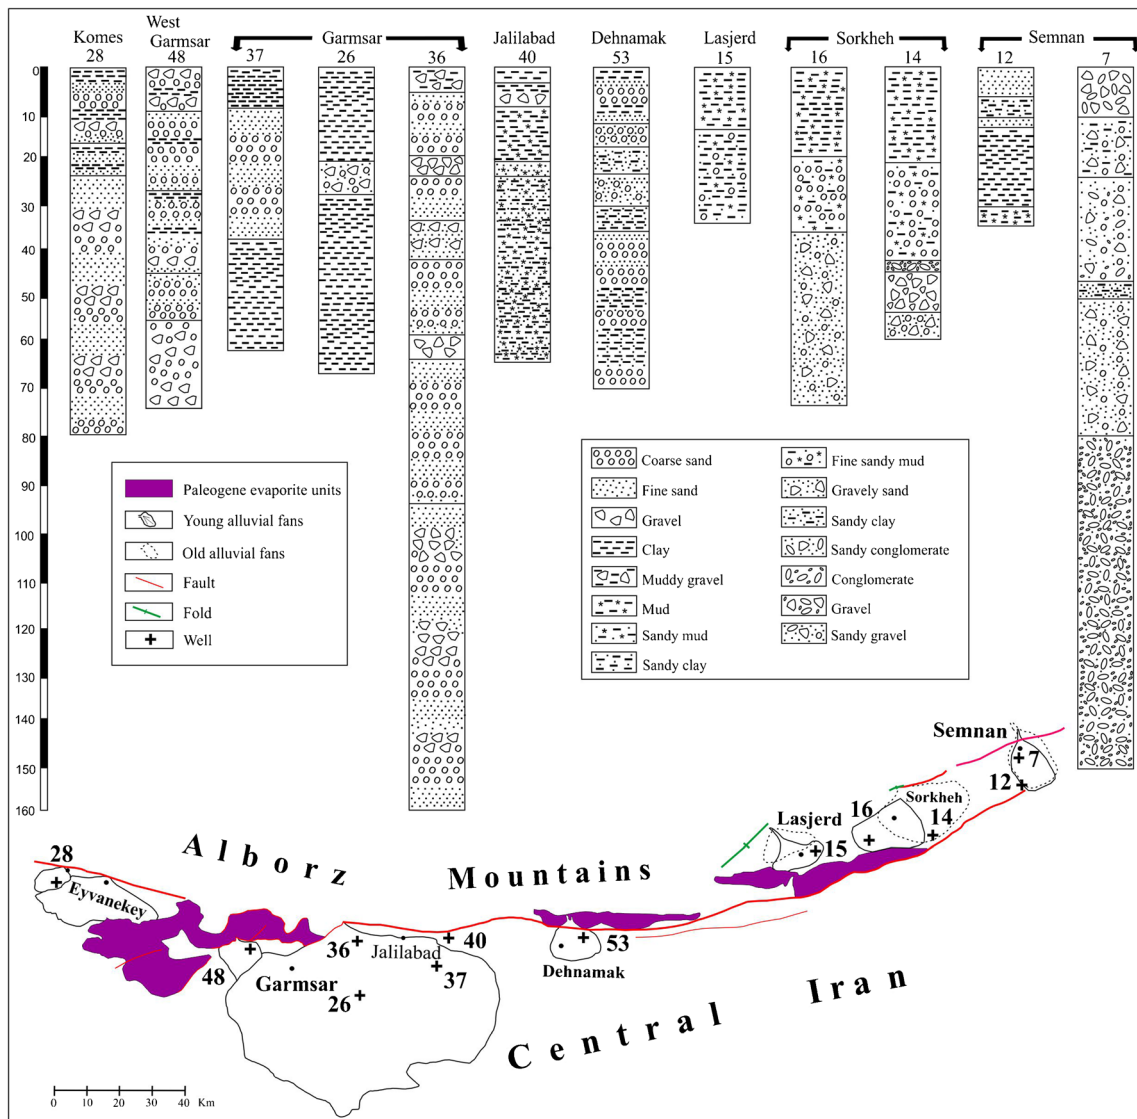 Komes
West Garmsar
Garmsar
Jalilabad
Dehnamak
Lasjerd
Sorkheh
Semnan
28 48 37 26 36 40 53 15 16 14 12 7
0
10
20
30
40
50
60
70
80
90
100
110
120
130
140
150
160
Paleogene evaporite units
Young alluvial fans
Old alluvial fans
Fault
Fold
Well
Coarse sand
Fine sand
Gravel
Clay
Muddy gravel
Mud
Sandy mud
Sandy clay
Fine sandy mud
Gravely sand
Sandy clay
Sandy conglomerate
Conglomerate
Gravel
Sandy gravel
Semnan
7
12
Sorkheh
16
14
Lasjerd
15
Alborz Mountains
28
Eyvanekey
48
36
Jalilabad
40
37
Garmsar
26
53
Dehnamak
Central Iran
0 10 20 30 40 Km